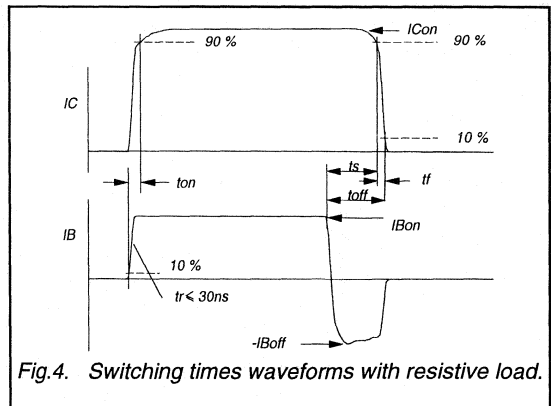 ICon
90 %
90 %
IC
10 %
ts
ton
tf
toff
IBon
IB
10 %
tr ≤ 30ns
-IBoff
Fig.4. Switching times waveforms with resistive load.